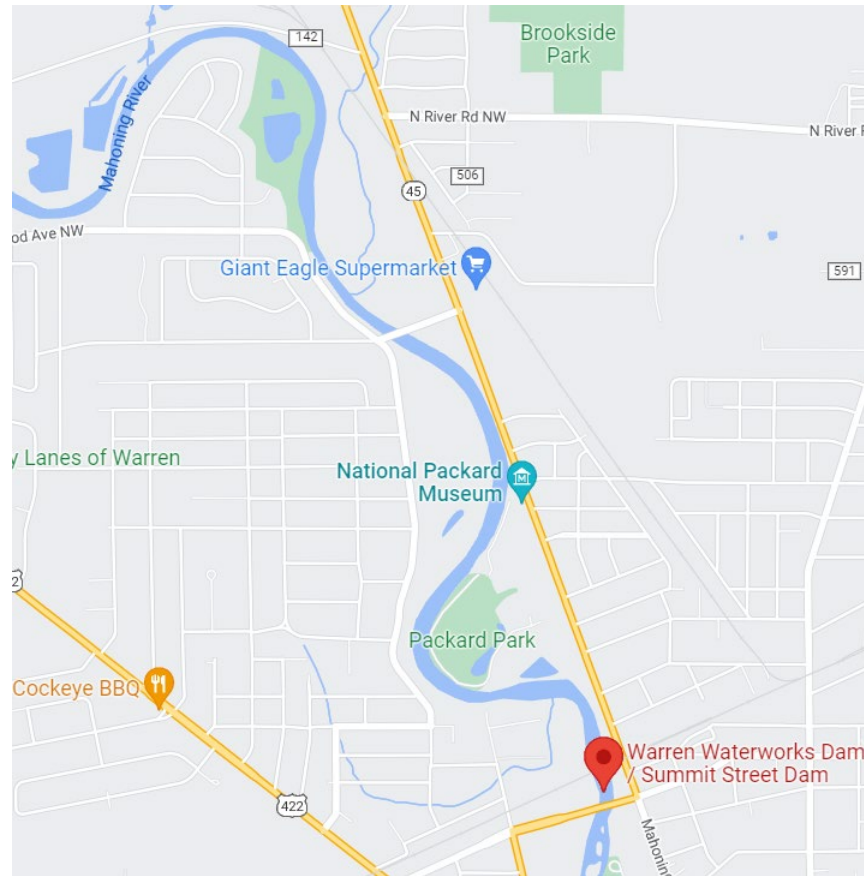 142
Brookside
Park
N River Rd NW
N River R
Mahoning River
506
45
od Ave NW
Giant Eagle Supermarket
591
y Lanes of Warren
National Packard
Museum
M
2
Packard Park
Cockeye BBQ
Warren Waterworks Dam
/ Summit Street Dam
422
Mahonin